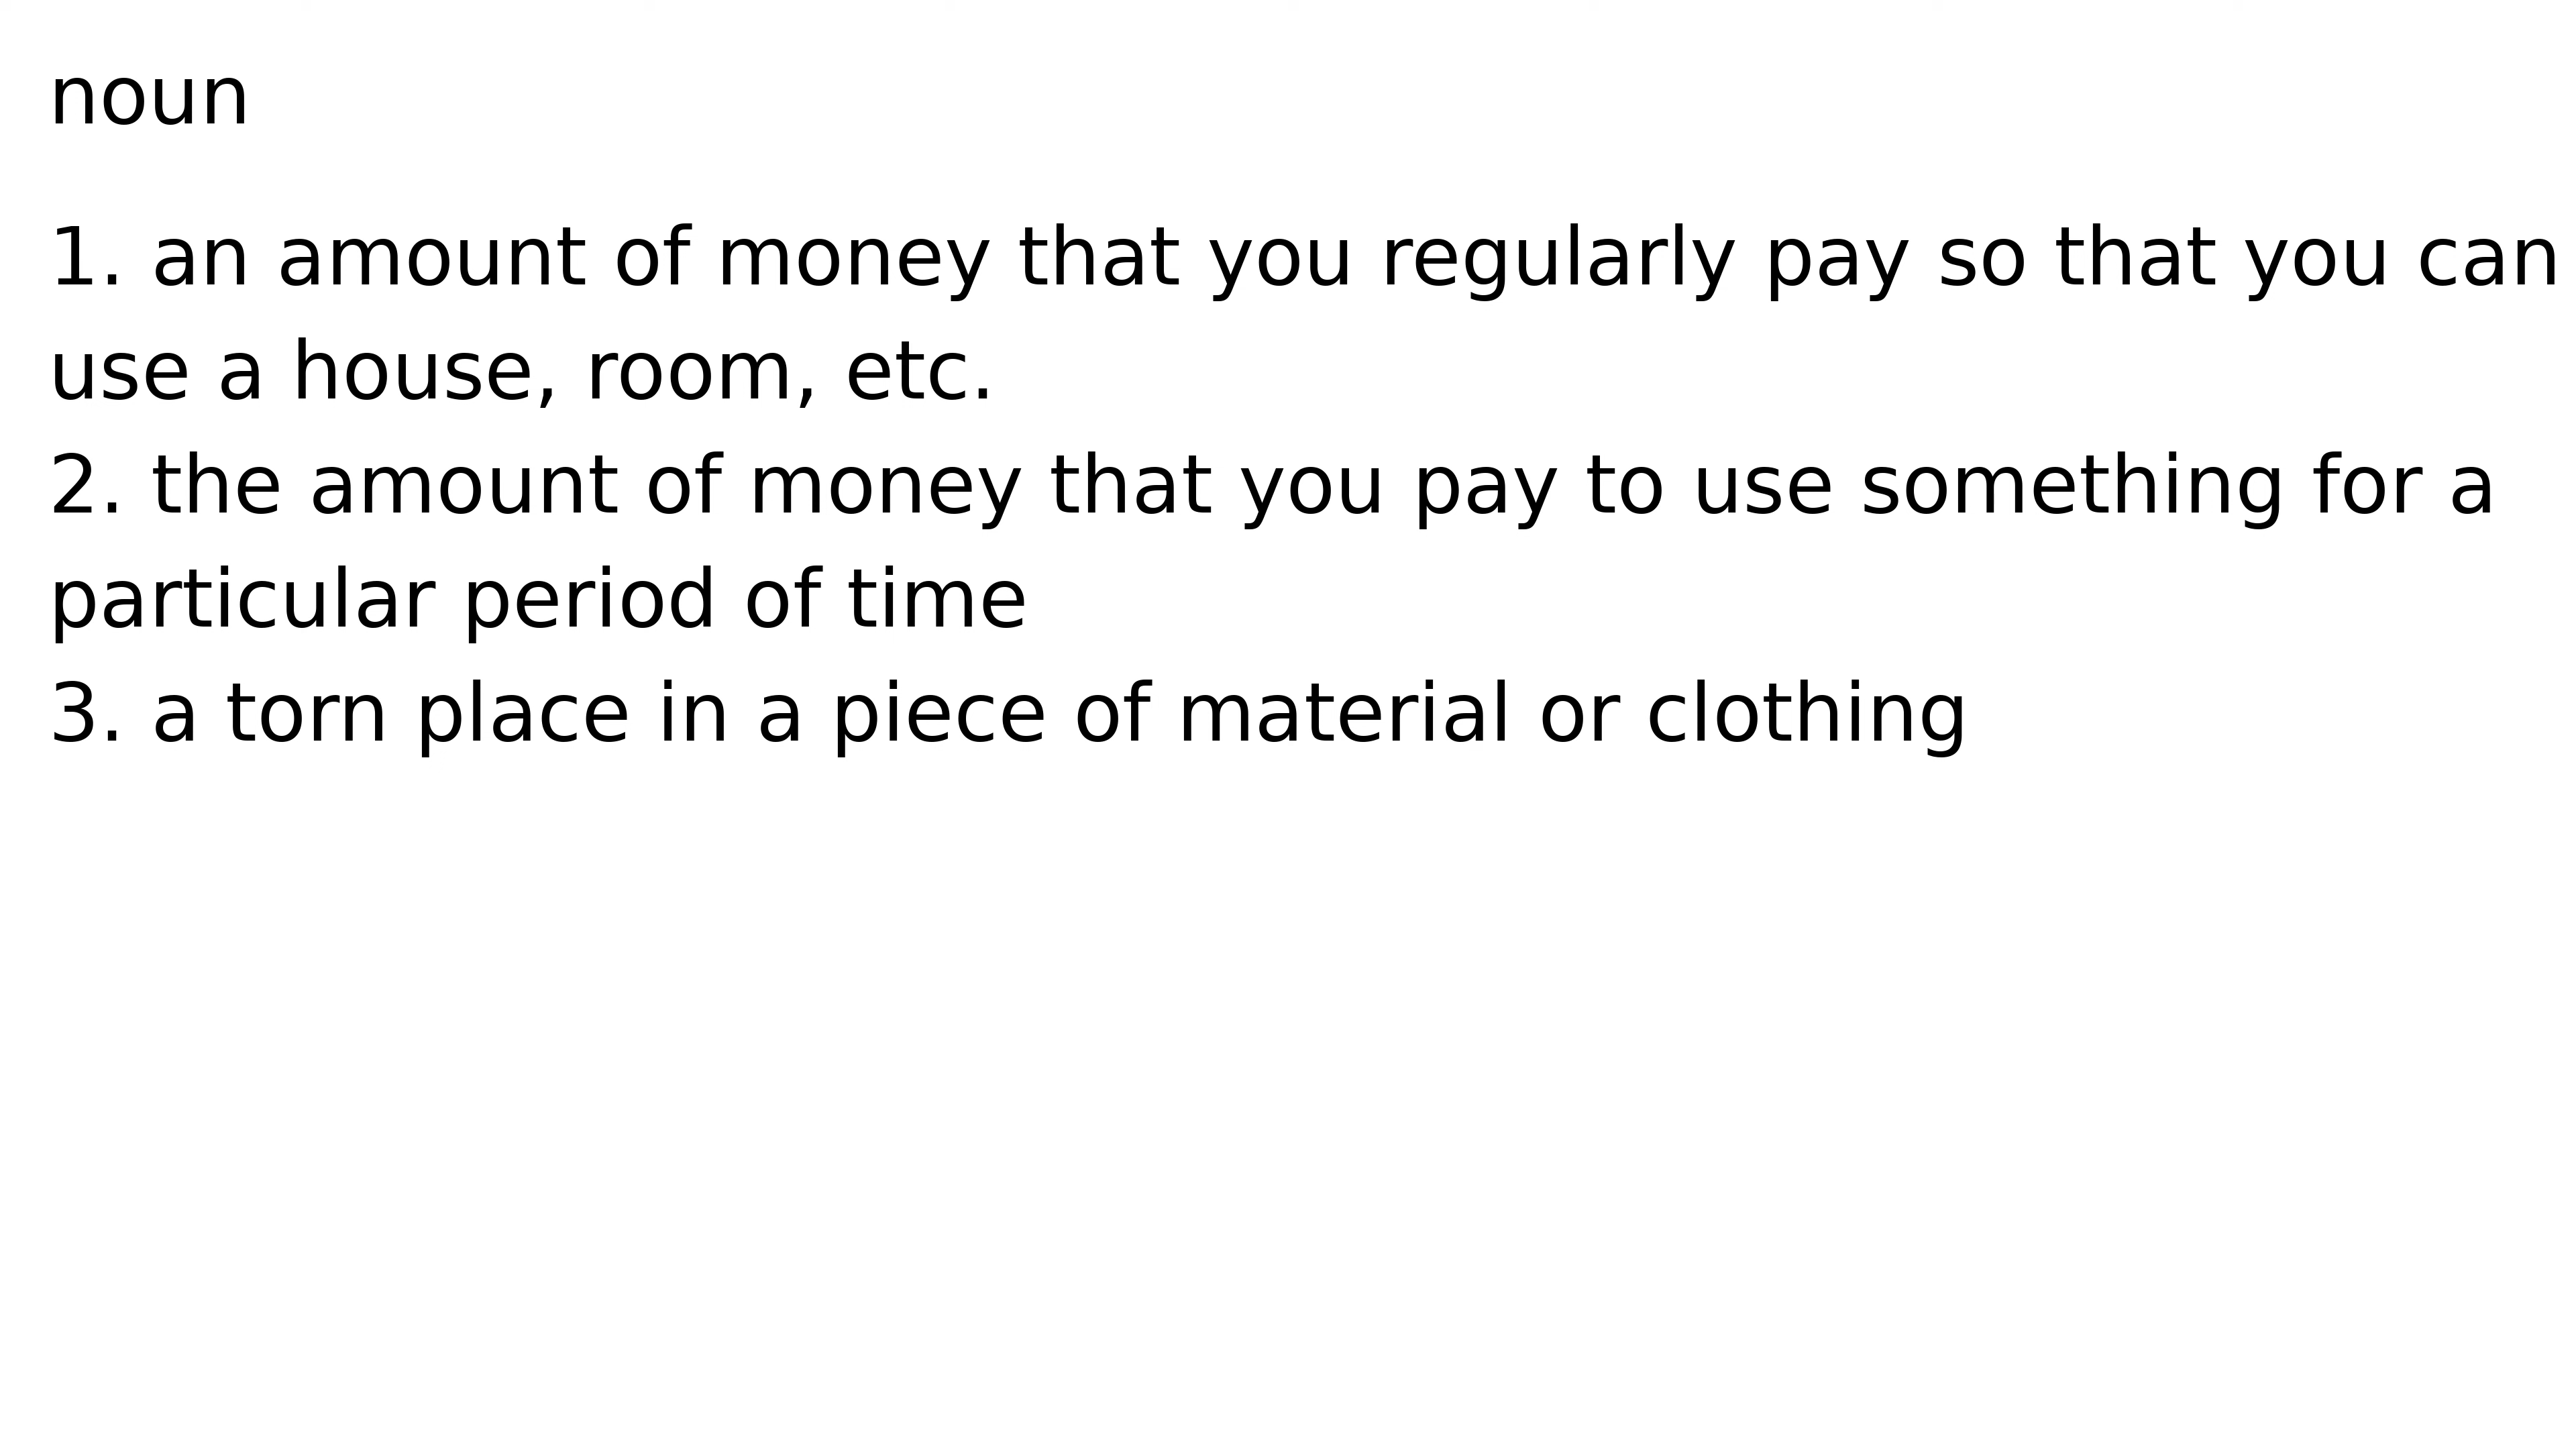 noun
1. an amount of money that you regularly pay so that you can
use a house, room, etc.
2. the amount of money that you pay to use something for a
particular period of time
3. a torn place in a piece of material or clothing